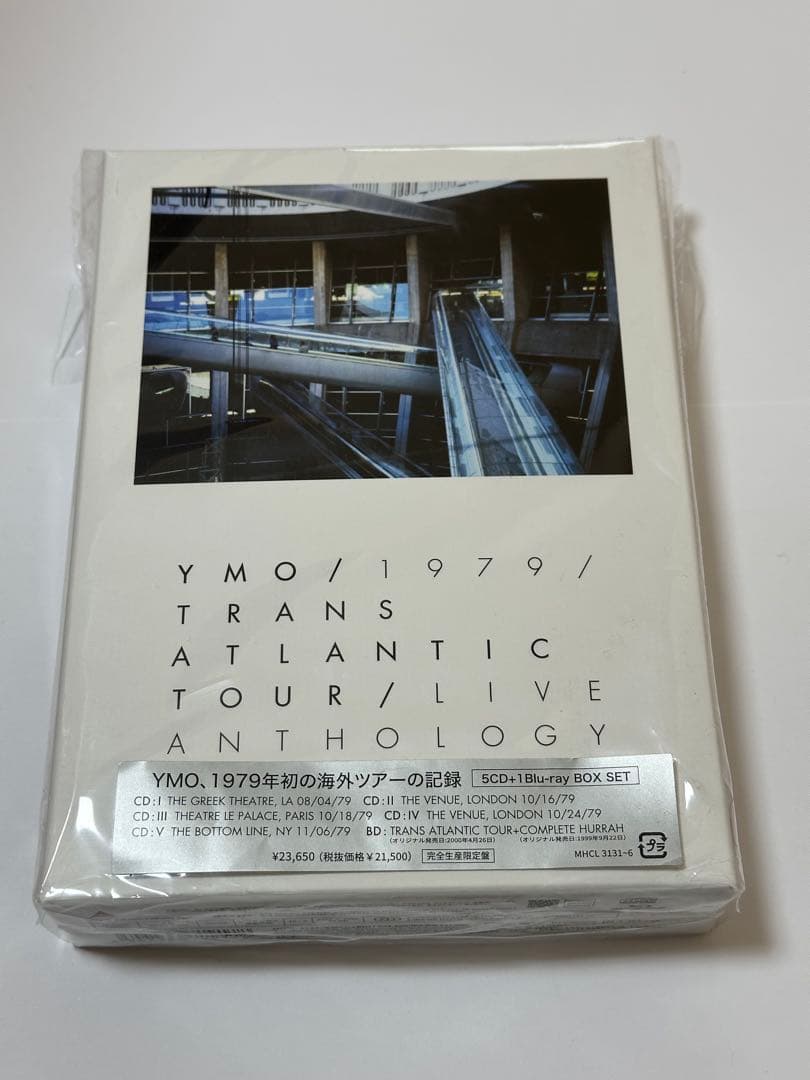 YMO/1979/
TRANS
ATLANTIC
TOUR/LIVE
ANTHOLOGY
YMO、1979年初の海外ツアーの記録 5CD+1Blu-ray BOX SET
CD:I THE GREEK THEATRE, LA 08/04/79 CD:II THE VENUE, LONDON 10/16/79
CD:III THEATRE LE PALACE, PARIS 10/18/79 CD:IV THE VENUE, LONDON 10/24/79
CD:V THE BOTTOM LINE, NY 11/06/79 BD: TRANS ATLANTIC TOUR+COMPLETE HURRAH
(オリジナル発売日:2000年4月26日) (オリジナル発売日:1999年9月22日)
¥23,650 (税抜価格¥21,500) 完全生産限定盤 MHCL 3131~6 プラ